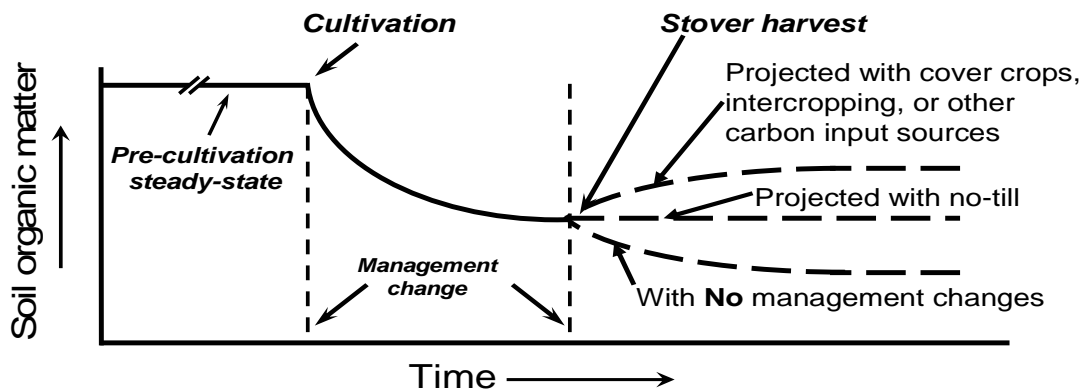 Cultivation
Stover harvest
Projected with cover crops,
intercropping, or other
carbon input sources
Pre-cultivation
steady-state
Projected with no-till
Management
change
With No management changes
Soil organic matter
Time